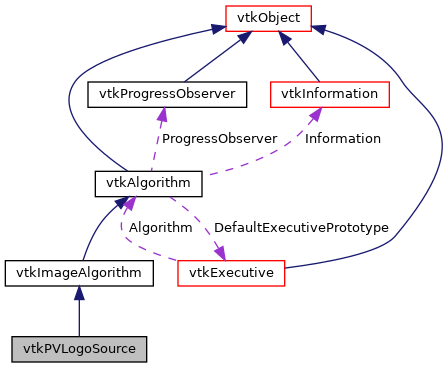 vtkObject
vtkProgressObserver
vtkInformation
ProgressObserver
Information
vtkAlgorithm
Algorithm
DefaultExecutivePrototype
vtkImageAlgorithm
vtkExecutive
vtkPVLogoSource